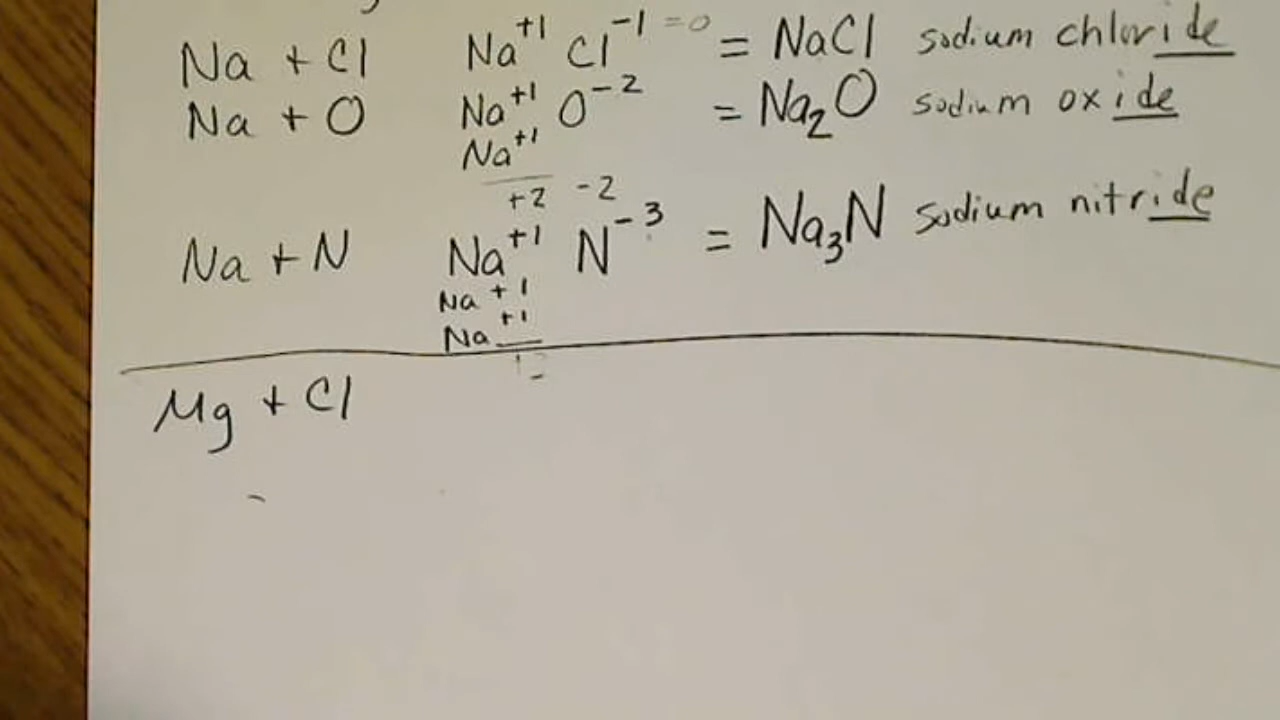 Na + Cl Na+1 Cl-1 =0 = NaCl sodium chloride
Na + O Na+1 O-2 = Na2O sodium oxide
Na+1
+2 -2
Na + N Na+1 N-3 = Na3N sodium nitride
Na+1
Na+1
Mg + Cl